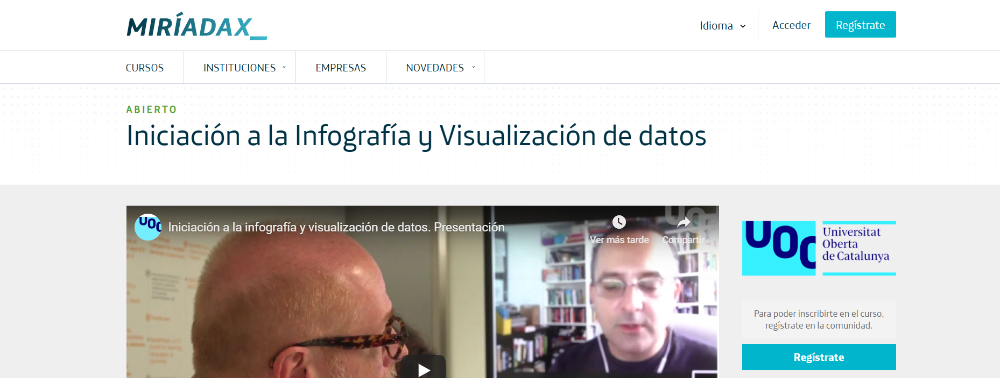 MIRÍADAX_
Idioma
Acceder
Regístrate
CURSOS
INSTITUCIONES
EMPRESAS
NOVEDADES
ABIERTO
Iniciación a la Infografía y Visualización de datos
UOC
Iniciación a la infografía y visualización de datos. Presentación
Ver más tarde
Compartir
UOC
UOC
Universitat
Oberta
de Catalunya
Para poder inscribirte en el curso,
regístrate en la comunidad.
Regístrate